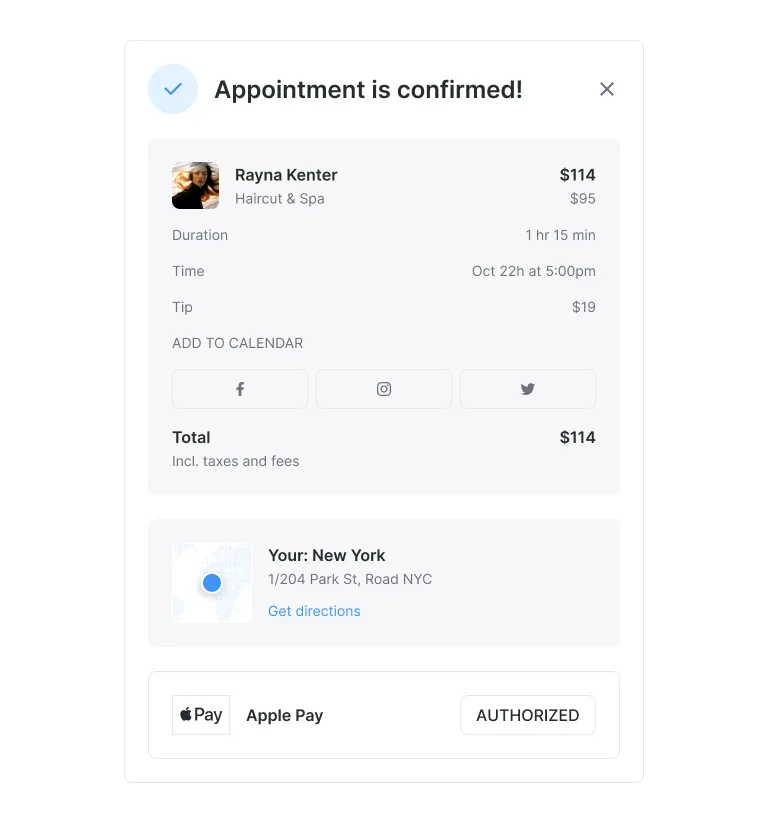 Appointment is confirmed!
Rayna Kenter $114
Haircut & Spa $95
Duration 1 hr 15 min
Time Oct 22h at 5:00pm
Tip $19
ADD TO CALENDAR
Total $114
Incl. taxes and fees
Your: New York
1/204 Park St, Road NYC
Get directions
Pay Apple Pay AUTHORIZED